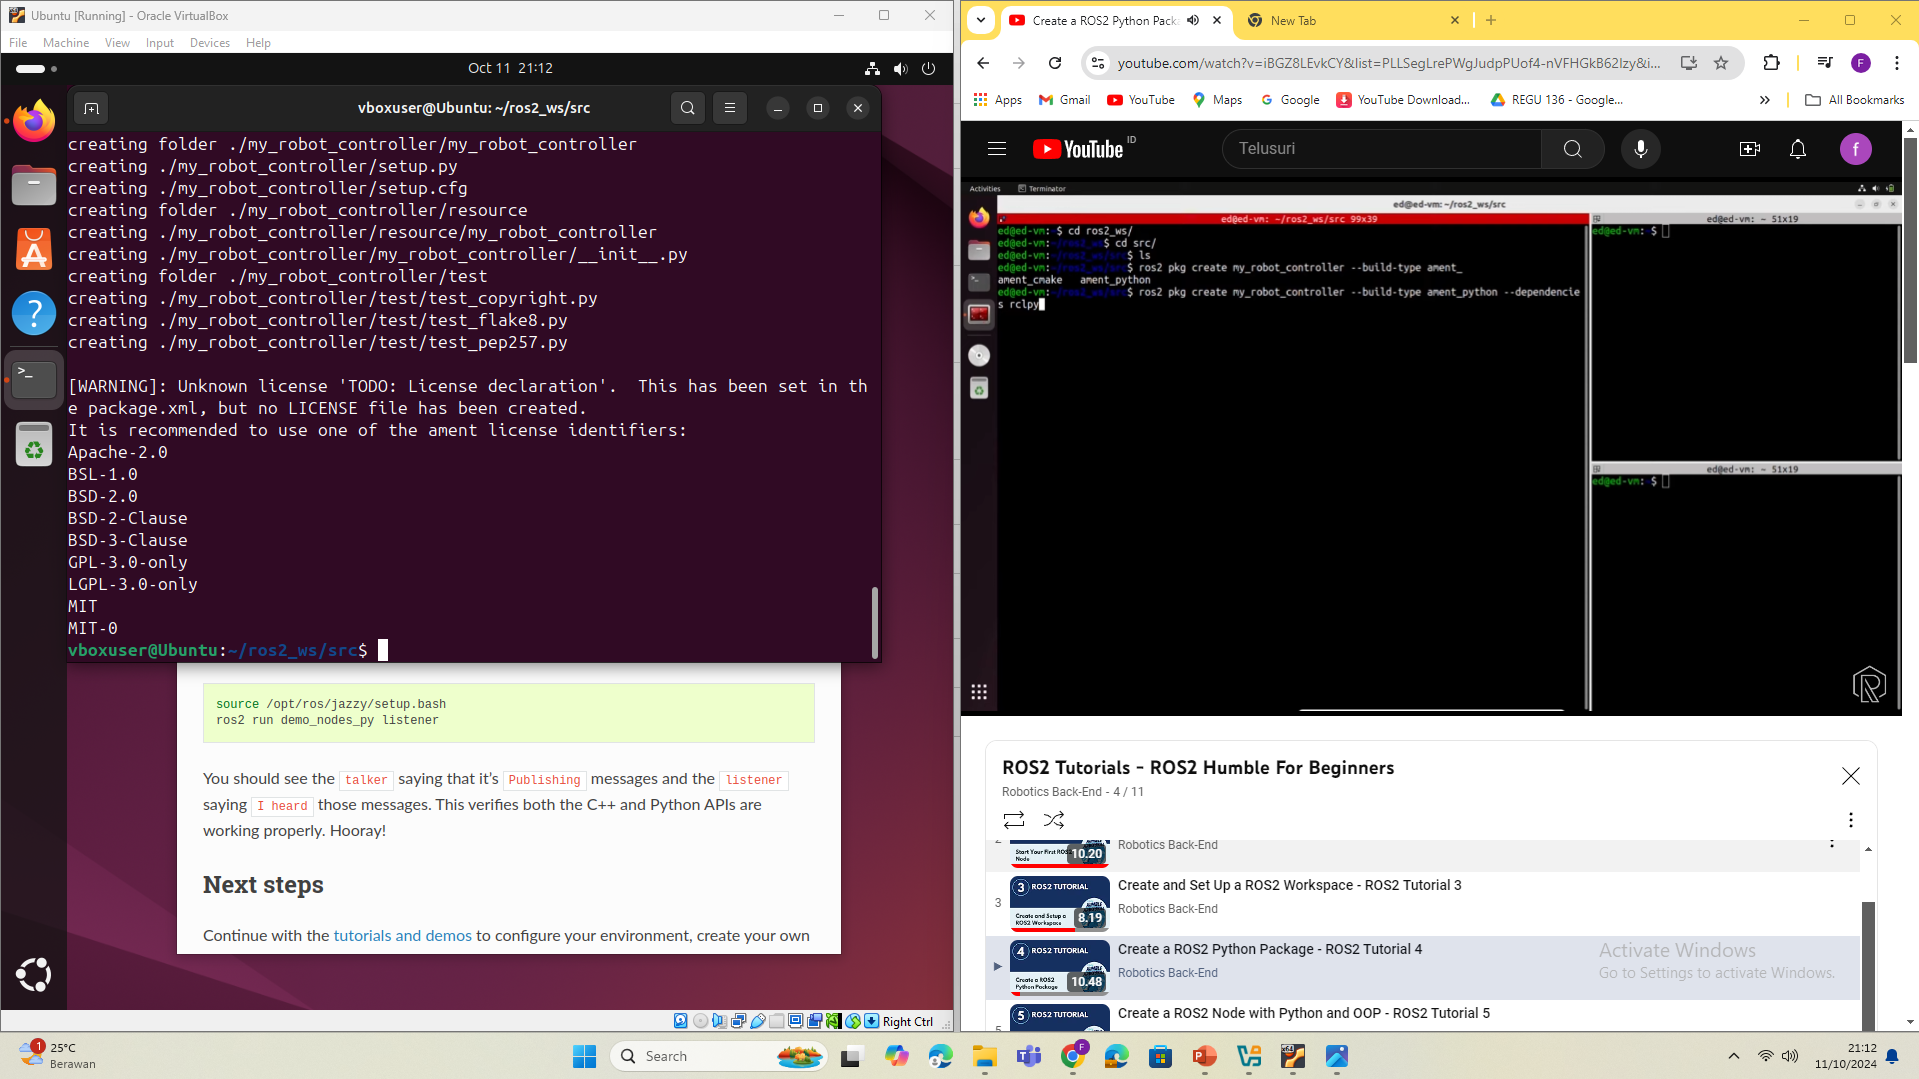 Ubuntu [Running] - Oracle VirtualBox
File Machine View Input Devices Help
Oct 11 21:12
vboxuser@Ubuntu: ~/ros2_ws/src
creating folder ./my_robot_controller/my_robot_controller
creating ./my_robot_controller/setup.py
creating ./my_robot_controller/setup.cfg
creating folder ./my_robot_controller/resource
creating ./my_robot_controller/resource/my_robot_controller
creating ./my_robot_controller/my_robot_controller/__init__.py
creating folder ./my_robot_controller/test
creating ./my_robot_controller/test/test_copyright.py
creating ./my_robot_controller/test/test_flake8.py
creating ./my_robot_controller/test/test_pep257.py
[WARNING]: Unknown license 'TODO: License declaration'.  This has been set in th
e package.xml, but no LICENSE file has been created.
It is recommended to use one of the ament license identifiers:
Apache-2.0
BSL-1.0
BSD-2.0
BSD-2-Clause
BSD-3-Clause
GPL-3.0-only
LGPL-3.0-only
MIT
MIT-0
vboxuser@Ubuntu:~/ros2_ws/src$
source /opt/ros/jazzy/setup.bash
ros2 run demo_nodes_py listener
You should see the talker saying that it's Publishing messages and the listener
saying I heard those messages. This verifies both the C++ and Python APIs are
working properly. Hooray!
Next steps
Continue with the tutorials and demos to configure your environment, create your own
Right Ctrl
Create a ROS2 Python Pack
New Tab
youtube.com/watch?v=iBGZ8LEvkCY&list=PLLSegLrePWgJudpPUof4-nVFHGkB62Izy&i...
Apps Gmail YouTube Maps Google YouTube Download... REGU 136 - Google... All Bookmarks
YouTube ID
Telusuri
f
Activities Terminator
ed@ed-vm: ~/ros2_ws/src
ed@ed-vm: ~/ros2_ws/src 99x39
ed@ed-vm:~$ cd ros2_ws/
ed@ed-vm:~/ros2_ws$ cd src/
ed@ed-vm:~/ros2_ws/src$ ls
ed@ed-vm:~/ros2_ws/src$ ros2 pkg create my_robot_controller --build-type ament_
ament_cmake ament_python
ed@ed-vm:~/ros2_ws/src$ ros2 pkg create my_robot_controller --build-type ament_python --dependencie
s rclpy
ed@ed-vm: ~ 51x19
ed@ed-vm:~$
ed@ed-vm: ~ 51x19
ed@ed-vm:~$
ROS2 Tutorials - ROS2 Humble For Beginners
Robotics Back-End - 4 / 11
2
Start Your First ROS2
Node
10.20
Robotics Back-End
3
3 ROS2 TUTORIAL
Create and Setup a
ROS2 Workspace
8.19
Create and Set Up a ROS2 Workspace - ROS2 Tutorial 3
Robotics Back-End
4 ROS2 TUTORIAL
Create a ROS2
Python Package
10.48
Create a ROS2 Python Package - ROS2 Tutorial 4
Robotics Back-End
5
5 ROS2 TUTORIAL
Create a ROS2 Node with Python and OOP - ROS2 Tutorial 5
Activate Windows
Go to Settings to activate Windows.
1
25°C
Berawan
Search
F
21:12
11/10/2024